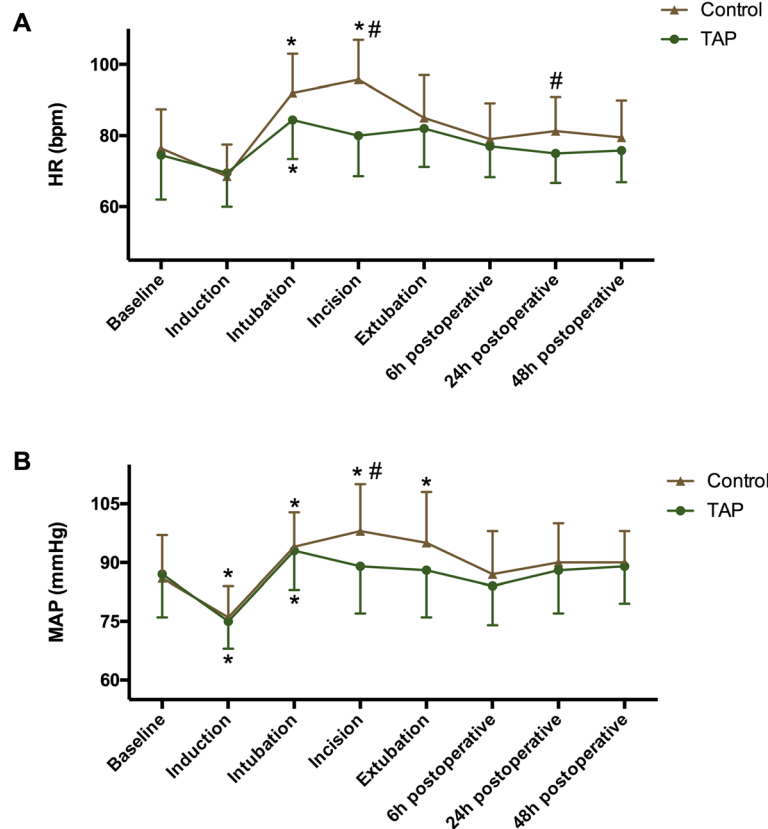 A
Control
TAP
* * #
#
*
100
80
60
HR (bpm)
Baseline
Induction
Intubation
Incision
Extubation
6h postoperative
24h postoperative
48h postoperative
B
Control
TAP
* # *
*
*
*
*
105
90
75
60
MAP (mmHg)
Baseline
Induction
Intubation
Incision
Extubation
6h postoperative
24h postoperative
48h postoperative